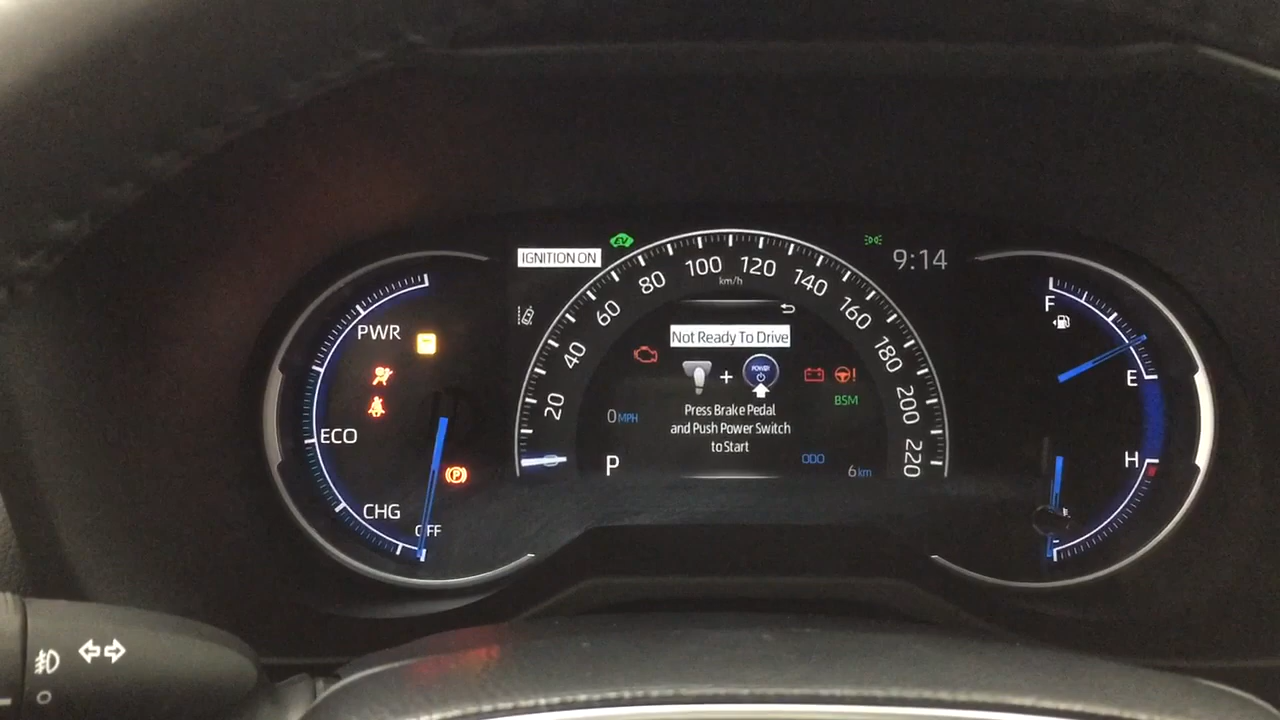 IGNITION ON
EV
9:14
PWR
ECO
CHG
OFF
20
40
60
80
100
120
140
160
180
200
220
km/h
Not Ready To Drive
POWER
+
Press Brake Pedal
and Push Power Switch
to Start
0 MPH
P
BSM
ODO
6 km
F
E
H